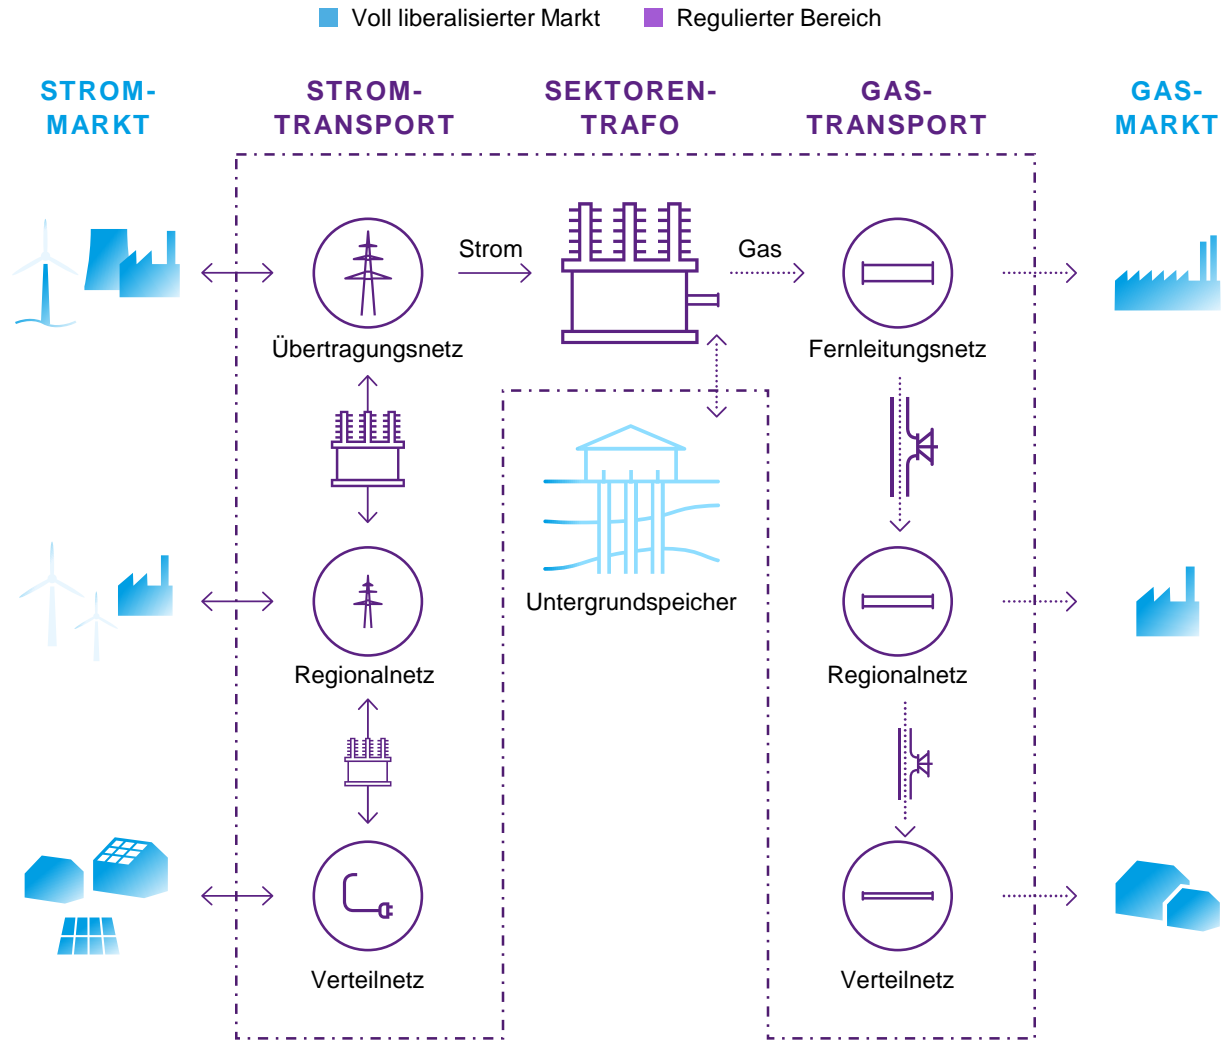 Voll liberalisierter Markt
Regulierter Bereich
STROM-
MARKT
STROM-
TRANSPORT
SEKTOREN-
TRAFO
GAS-
TRANSPORT
GAS-
MARKT
Strom
Gas
Übertragungsnetz
Fernleitungsnetz
Untergrundspeicher
Regionalnetz
Regionalnetz
Verteilnetz
Verteilnetz